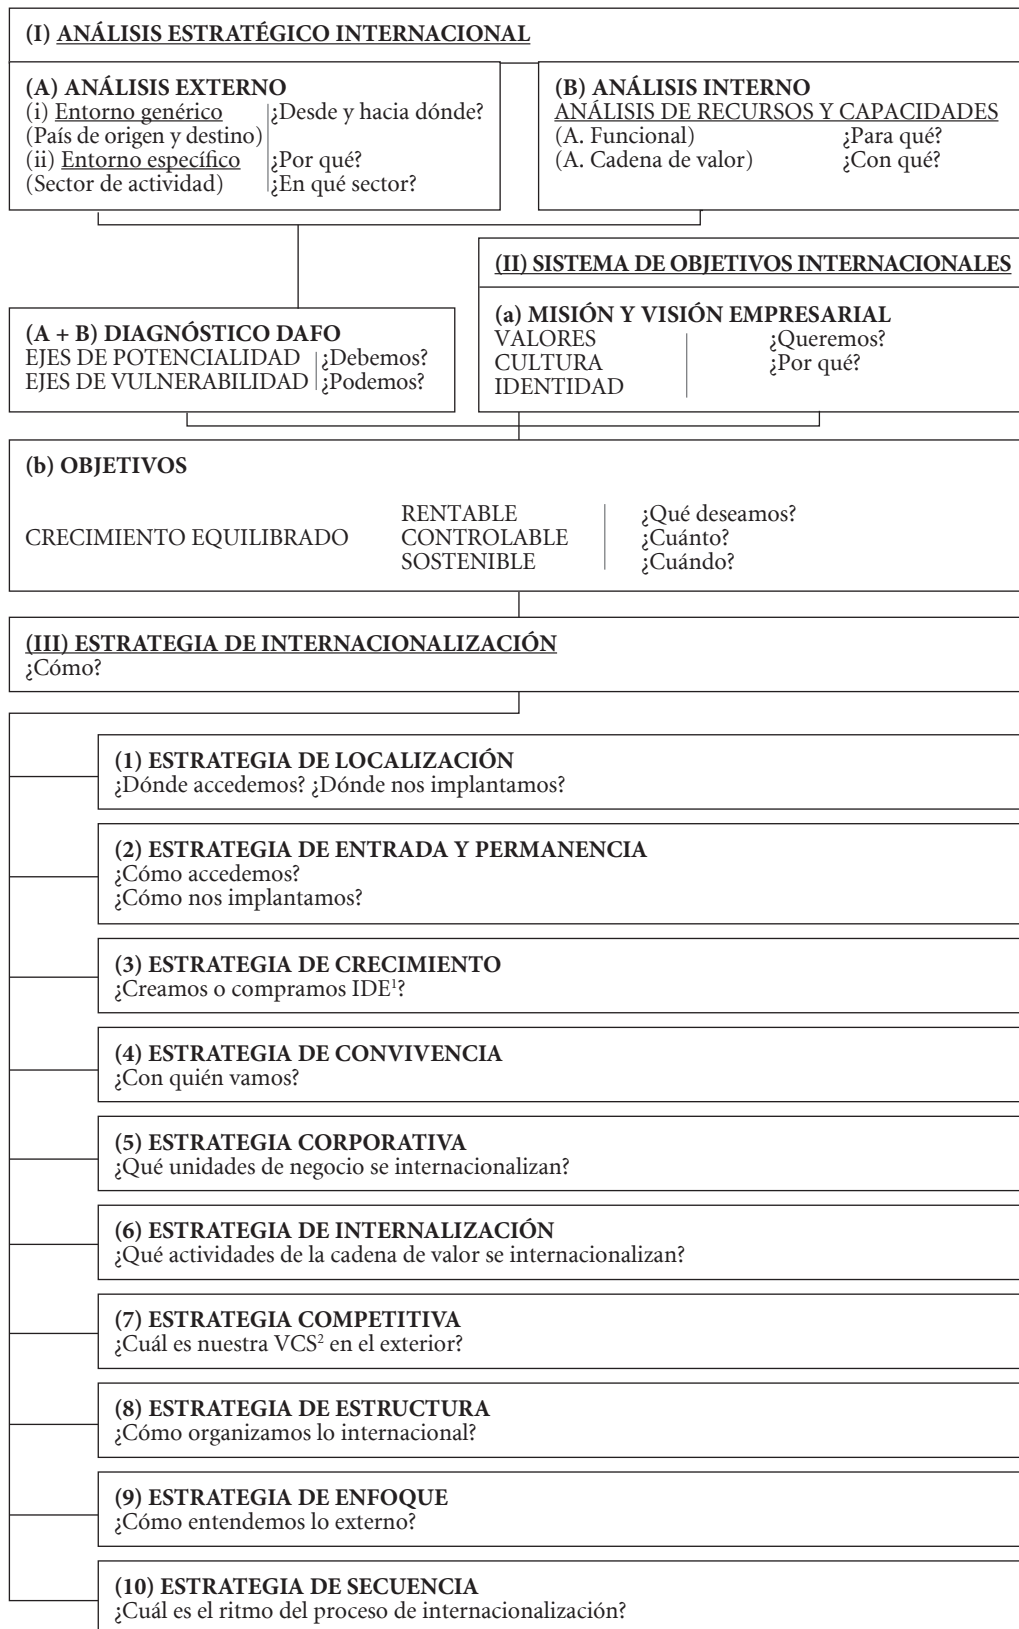 (I) ANÁLISIS ESTRATÉGICO INTERNACIONAL
(A) ANÁLISIS EXTERNO
(i) Entorno genérico ¿Desde y hacia dónde?
(País de origen y destino)
(ii) Entorno específico ¿Por qué?
(Sector de actividad) ¿En qué sector?
(B) ANÁLISIS INTERNO
ANÁLISIS DE RECURSOS Y CAPACIDADES
(A. Funcional) ¿Para qué?
(A. Cadena de valor) ¿Con qué?
(A + B) DIAGNÓSTICO DAFO
EJES DE POTENCIALIDAD ¿Debemos?
EJES DE VULNERABILIDAD ¿Podemos?
(II) SISTEMA DE OBJETIVOS INTERNACIONALES
(a) MISIÓN Y VISIÓN EMPRESARIAL
VALORES ¿Queremos?
CULTURA ¿Por qué?
IDENTIDAD
(b) OBJETIVOS
RENTABLE ¿Qué deseamos?
CRECIMIENTO EQUILIBRADO CONTROLABLE ¿Cuánto?
SOSTENIBLE ¿Cuándo?
(III) ESTRATEGIA DE INTERNACIONALIZACIÓN
¿Cómo?
(1) ESTRATEGIA DE LOCALIZACIÓN
¿Dónde accedemos? ¿Dónde nos implantamos?
(2) ESTRATEGIA DE ENTRADA Y PERMANENCIA
¿Cómo accedemos?
¿Cómo nos implantamos?
(3) ESTRATEGIA DE CRECIMIENTO
¿Creamos o compramos IDE¹?
(4) ESTRATEGIA DE CONVIVENCIA
¿Con quién vamos?
(5) ESTRATEGIA CORPORATIVA
¿Qué unidades de negocio se internacionalizan?
(6) ESTRATEGIA DE INTERNALIZACIÓN
¿Qué actividades de la cadena de valor se internacionalizan?
(7) ESTRATEGIA COMPETITIVA
¿Cuál es nuestra VCS² en el exterior?
(8) ESTRATEGIA DE ESTRUCTURA
¿Cómo organizamos lo internacional?
(9) ESTRATEGIA DE ENFOQUE
¿Cómo entendemos lo externo?
(10) ESTRATEGIA DE SECUENCIA
¿Cuál es el ritmo del proceso de internacionalización?